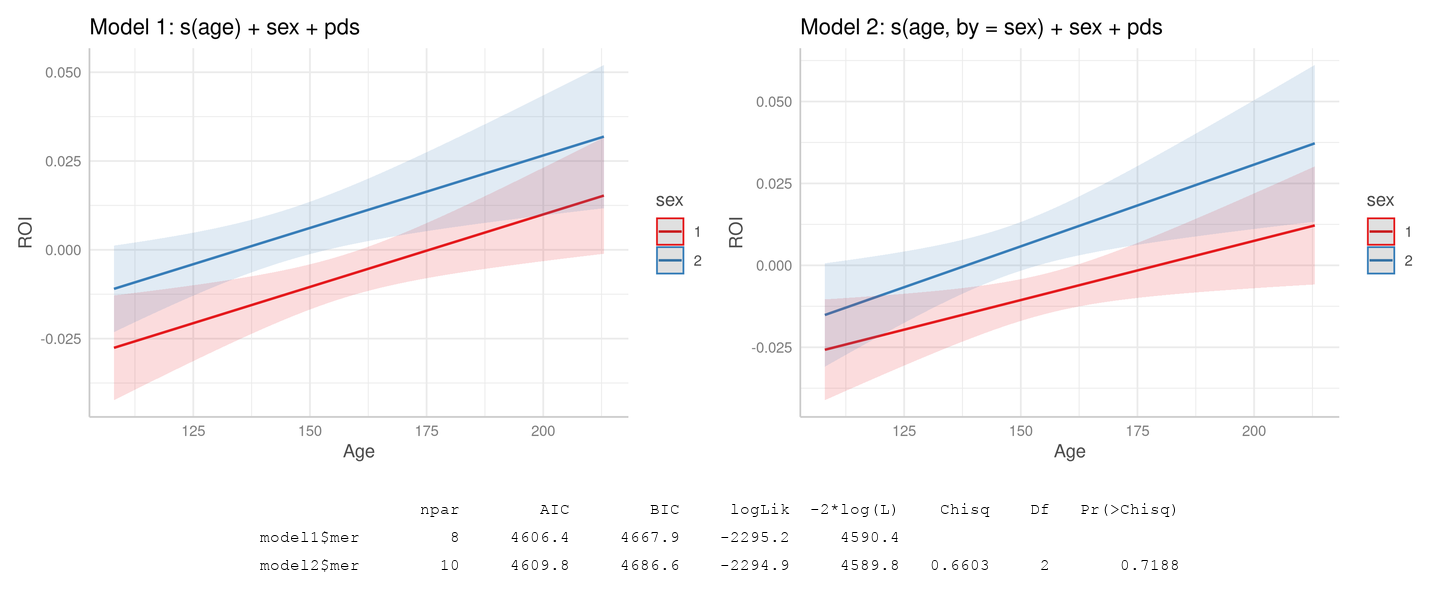 Model 1: s(age) + sex + pds
0.050
0.025
0.000
-0.025
ROI
125 150 175 200
Age
sex
1
2
Model 2: s(age, by = sex) + sex + pds
0.050
0.025
0.000
-0.025
ROI
125 150 175 200
Age
sex
1
2
npar AIC BIC logLik -2*log(L) Chisq Df Pr(>Chisq)
model1$mer 8 4606.4 4667.9 -2295.2 4590.4
model2$mer 10 4609.8 4686.6 -2294.9 4589.8 0.6603 2 0.7188